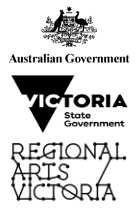 Australian Government
VICTORIA
State
Government
REGIONAL
ARTS
VICTORIA